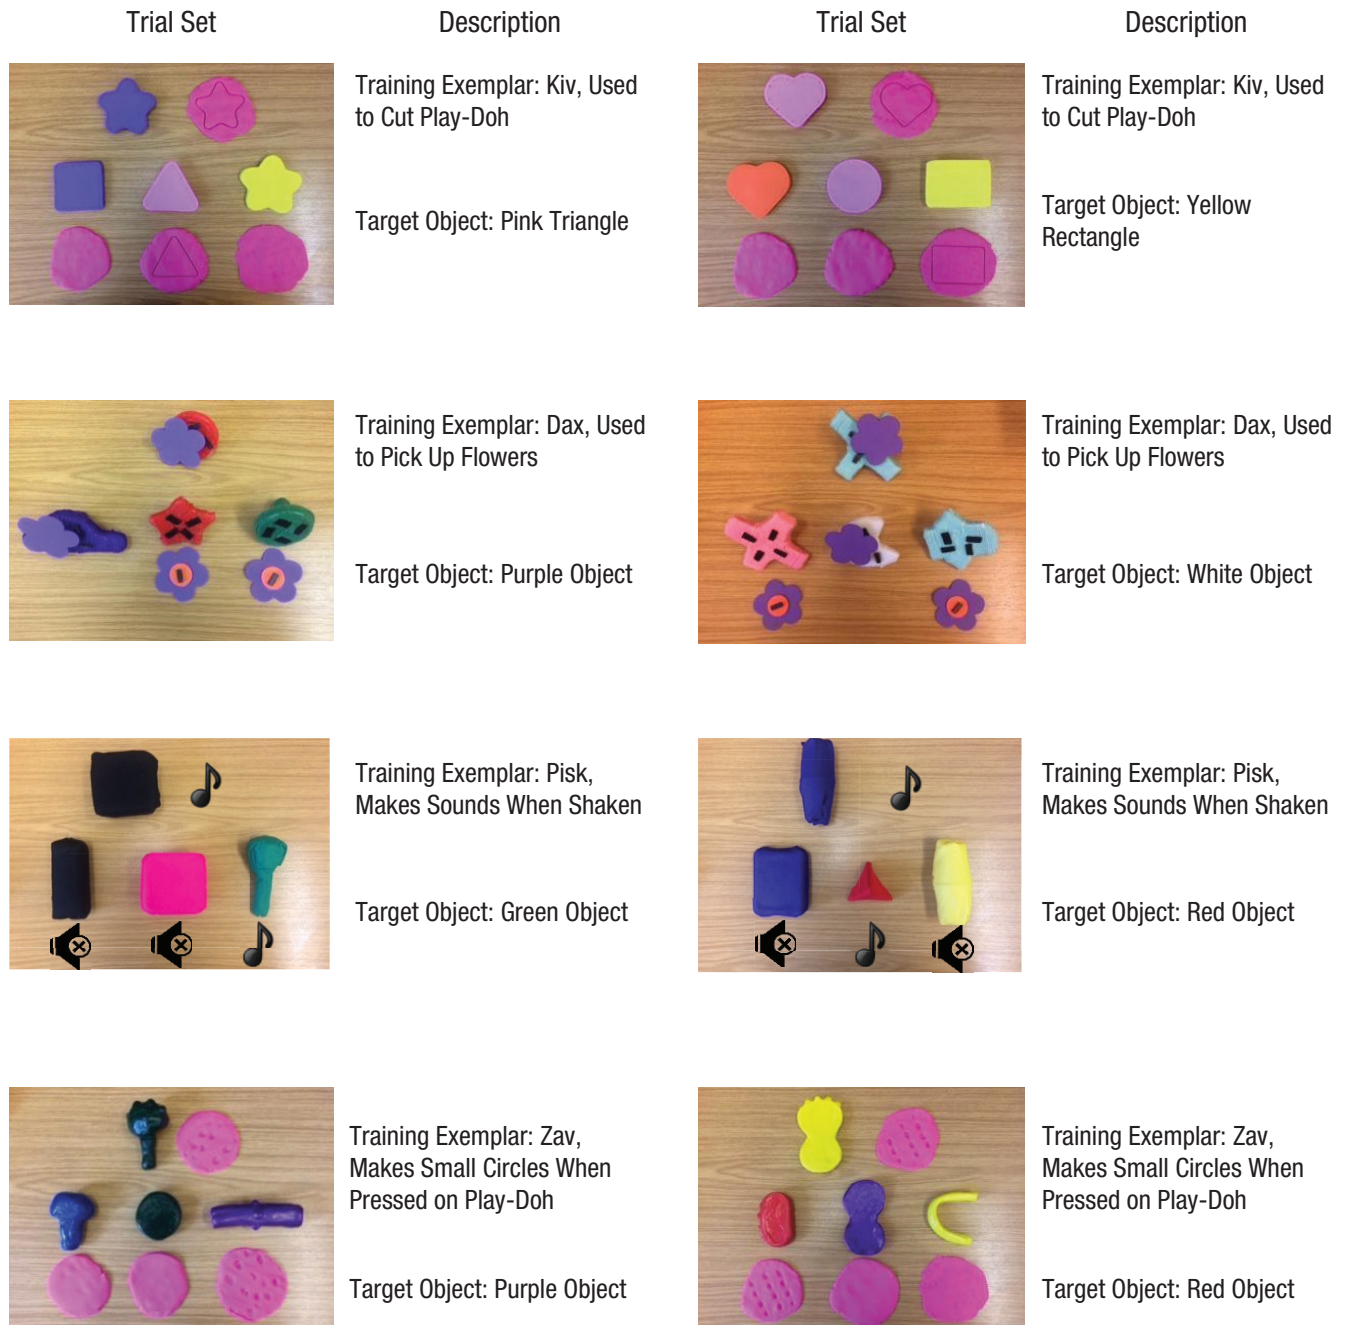 Trial Set
Description
Trial Set
Description
Training Exemplar: Kiv, Used
to Cut Play-Doh
Target Object: Pink Triangle
Training Exemplar: Kiv, Used
to Cut Play-Doh
Target Object: Yellow
Rectangle
Training Exemplar: Dax, Used
to Pick Up Flowers
Target Object: Purple Object
Training Exemplar: Dax, Used
to Pick Up Flowers
Target Object: White Object
Training Exemplar: Pisk,
Makes Sounds When Shaken
Target Object: Green Object
Training Exemplar: Pisk,
Makes Sounds When Shaken
Target Object: Red Object
Training Exemplar: Zav,
Makes Small Circles When
Pressed on Play-Doh
Target Object: Purple Object
Training Exemplar: Zav,
Makes Small Circles When
Pressed on Play-Doh
Target Object: Red Object